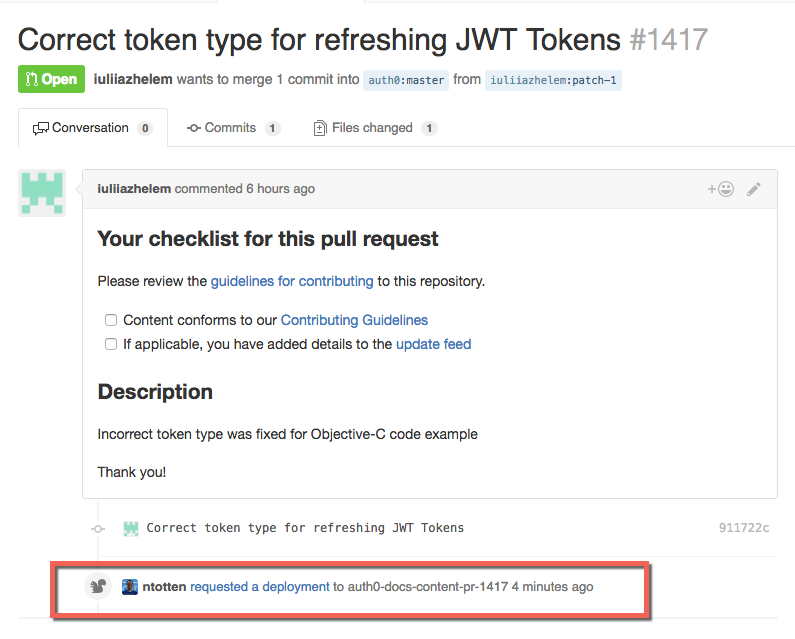 Correct token type for refreshing JWT Tokens #1417
Open iuliiazhelem wants to merge 1 commit into auth0:master from iuliiazhelem:patch-1
Conversation 0 Commits 1 Files changed 1
iuliiazhelem commented 6 hours ago
Your checklist for this pull request
Please review the guidelines for contributing to this repository.
Content conforms to our Contributing Guidelines
If applicable, you have added details to the update feed
Description
Incorrect token type was fixed for Objective-C code example
Thank you!
Correct token type for refreshing JWT Tokens 911722c
ntotten requested a deployment to auth0-docs-content-pr-1417 4 minutes ago